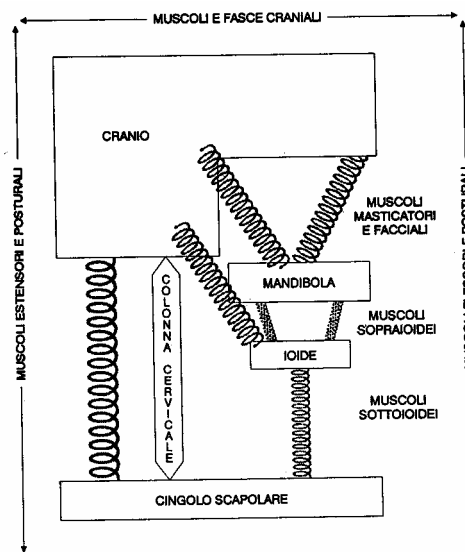 MUSCOLI E FASCE CRANIALI
MUSCOLI ESTENSORI E POSTURALI
CRANIO
MUSCOLI
MASTICATORI
E FACCIALI
MANDIBOLA
COLONNA CERVICALE
MUSCOLI
SOPRAIOIDEI
IOIDE
MUSCOLI
SOTTOIOIDEI
CINGOLO SCAPOLARE